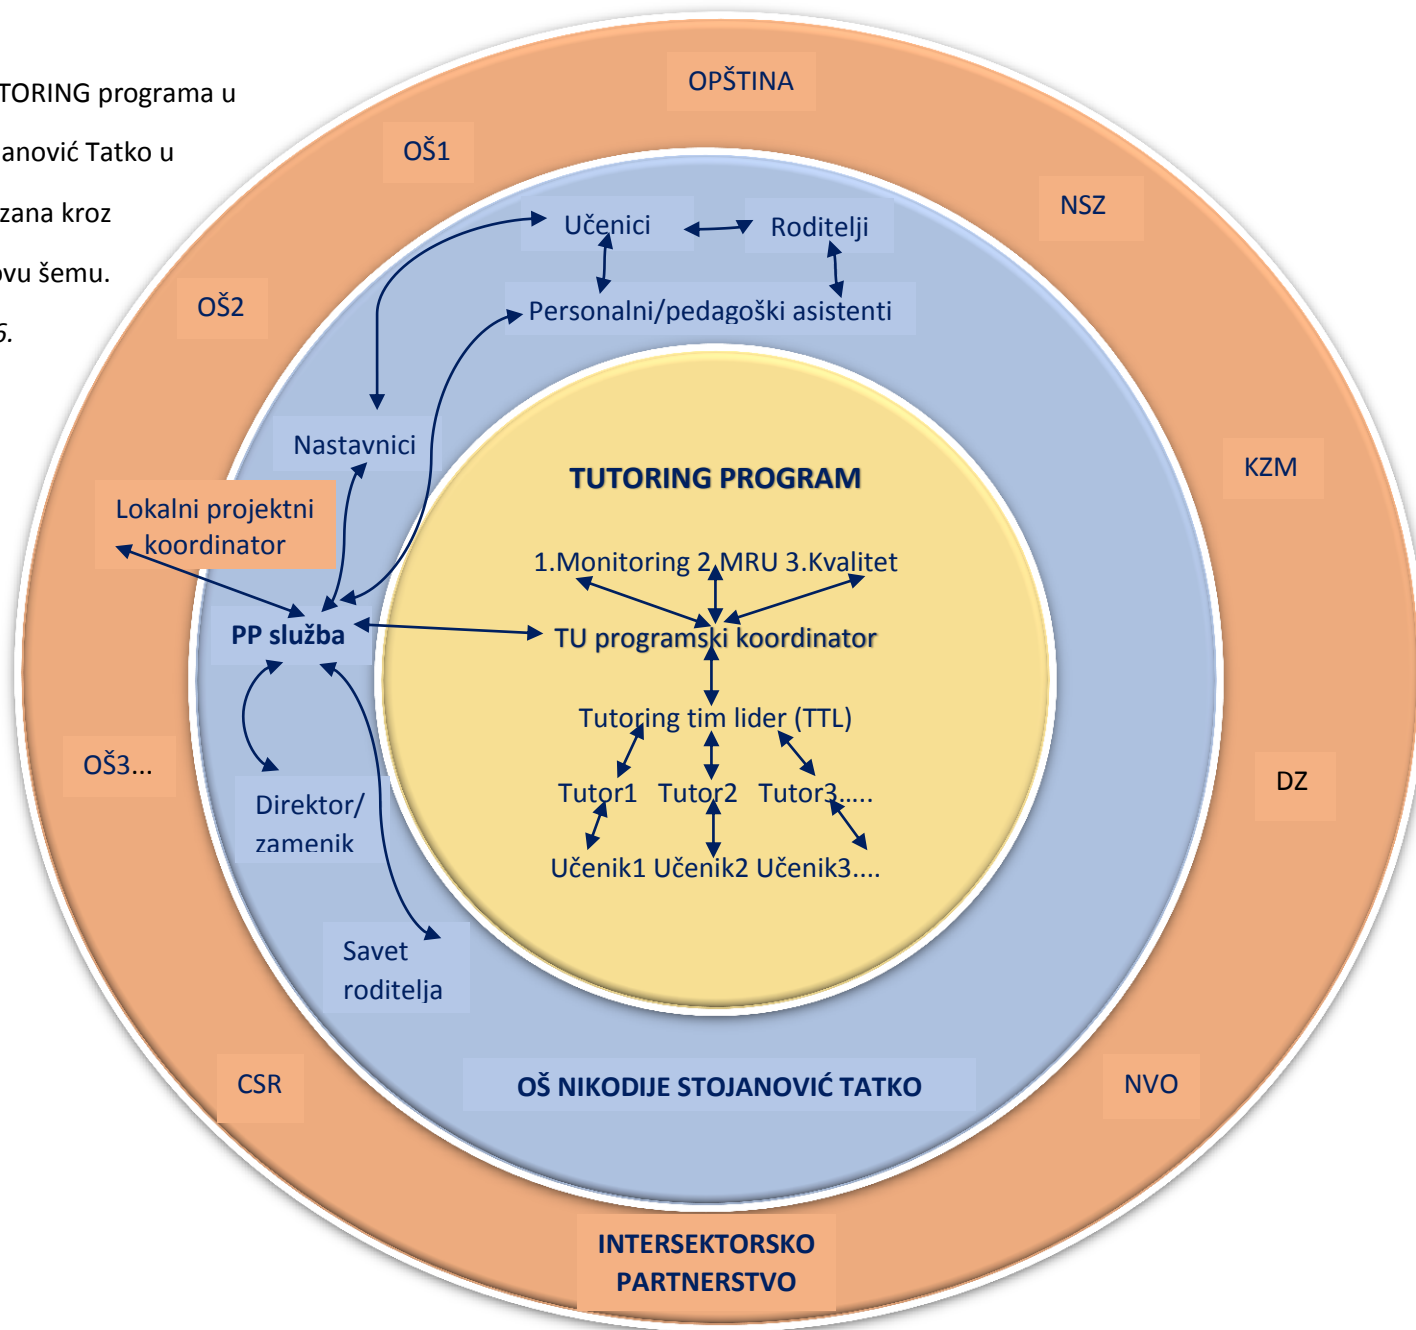 TORING programa u
anović Tatko u
zana kroz
ovu šemu.
6.
OPŠTINA
OŠ1
NSZ
OŠ2
Učenici
Roditelji
Personalni/pedagoški asistenti
Nastavnici
KZM
Lokalni projektni
koordinator
TUTORING PROGRAM
1.Monitoring 2.MRU 3.Kvalitet
PP služba
TU programski koordinator
Tutoring tim lider (TTL)
OŠ3...
DZ
Direktor/
zamenik
Tutor1 Tutor2 Tutor3.....
Učenik1 Učenik2 Učenik3....
Savet
roditelja
CSR
OŠ NIKODIJE STOJANOVIĆ TATKO
NVO
INTERSEKTORSKO
PARTNERSTVO